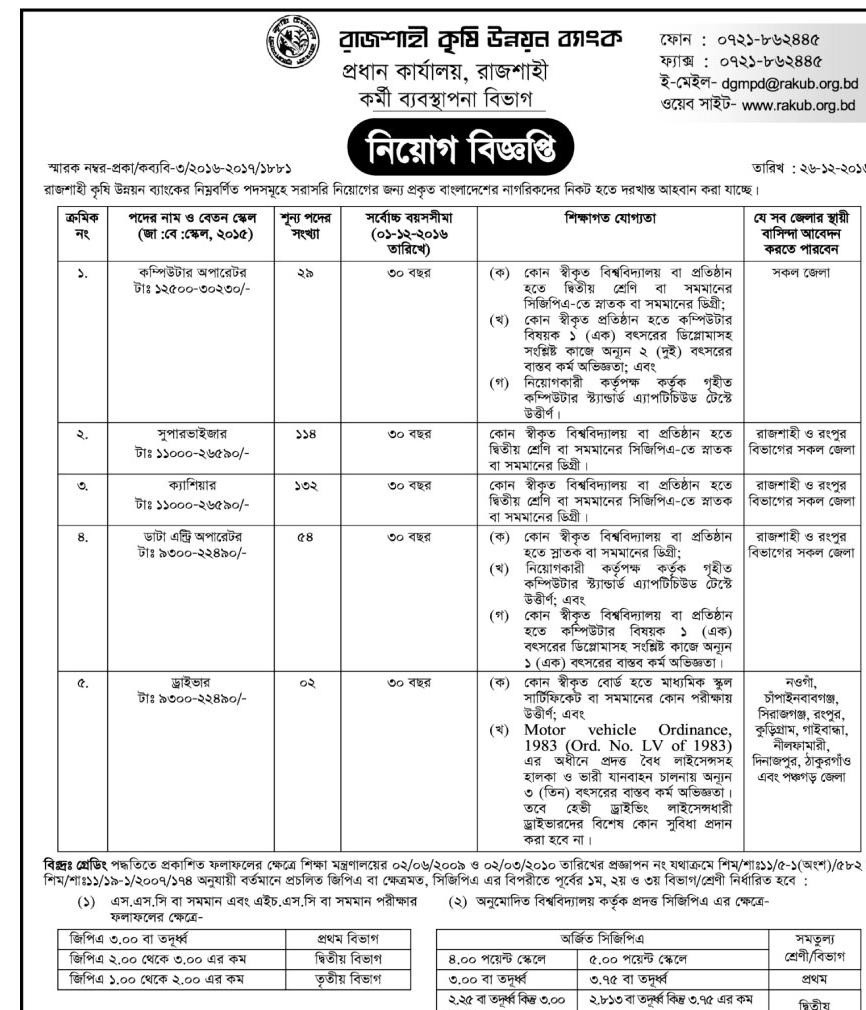 রাজশাহী কৃষি উন্নয়ন ব্যাংক
প্রধান কার্যালয়, রাজশাহী
কর্মী ব্যবস্থাপনা বিভাগ
ফোন : ০৭২১-৮৬২৪৪৫
ফ্যাক্স : ০৭২১-৮৬২৪৪৫
ই-মেইল- dgmpd@rakub.org.bd
ওয়েব সাইট- www.rakub.org.bd
নিয়োগ বিজ্ঞপ্তি
স্মারক নম্বর-প্রকা/কব্যবি-৩/২০১৬-২০১৭/১৮৮১
তারিখ : ২৬-১২-২০১৬
রাজশাহী কৃষি উন্নয়ন ব্যাংকের নিম্নবর্ণিত পদসমূহে সরাসরি নিয়োগের জন্য প্রকৃত বাংলাদেশের নাগরিকদের নিকট হতে দরখাস্ত আহবান করা যাচ্ছে।
ক্রমিক নং
পদের নাম ও বেতন স্কেল
(জা :বে :স্কেল, ২০১৫)
শূন্য পদের সংখ্যা
সর্বোচ্চ বয়সসীমা
(০১-১২-২০১৬
তারিখে)
শিক্ষাগত যোগ্যতা
যে সব জেলার স্থায়ী
বাসিন্দা আবেদন
করতে পারবেন
১.
কম্পিউটার অপারেটর
টাঃ ১২৫০০-৩০২৩০/-
২৯
৩০ বছর
(ক) কোন স্বীকৃত বিশ্ববিদ্যালয় বা প্রতিষ্ঠান
হতে দ্বিতীয় শ্রেণি বা সমমানের
সিজিপিএ-তে স্নাতক বা সমমানের ডিগ্রী;
(খ) কোন স্বীকৃত প্রতিষ্ঠান হতে কম্পিউটার
বিষয়ক ১ (এক) বৎসরের ডিপ্লোমাসহ
সংশ্লিষ্ট কাজে অন্যূন ২ (দুই) বৎসরের
বাস্তব কর্ম অভিজ্ঞতা; এবং
(গ) নিয়োগকারী কর্তৃপক্ষ কর্তৃক গৃহীত
কম্পিউটার স্ট্যান্ডার্ড এ্যাপটিচিউড টেস্টে
উত্তীর্ণ।
সকল জেলা
২.
সুপারভাইজার
টাঃ ১১০০০-২৬৫৯০/-
১১৪
৩০ বছর
কোন স্বীকৃত বিশ্ববিদ্যালয় বা প্রতিষ্ঠান হতে
দ্বিতীয় শ্রেণি বা সমমানের সিজিপিএ-তে স্নাতক
বা সমমানের ডিগ্রী।
রাজশাহী ও রংপুর
বিভাগের সকল জেলা
৩.
ক্যাশিয়ার
টাঃ ১১০০০-২৬৫৯০/-
১৩২
৩০ বছর
কোন স্বীকৃত বিশ্ববিদ্যালয় বা প্রতিষ্ঠান হতে
দ্বিতীয় শ্রেণি বা সমমানের সিজিপিএ-তে স্নাতক
বা সমমানের ডিগ্রী।
রাজশাহী ও রংপুর
বিভাগের সকল জেলা
৪.
ডাটা এন্ট্রি অপারেটর
টাঃ ৯৩০০-২২৪৯০/-
৫৪
৩০ বছর
(ক) কোন স্বীকৃত বিশ্ববিদ্যালয় বা প্রতিষ্ঠান
হতে স্নাতক বা সমমানের ডিগ্রী;
(খ) নিয়োগকারী কর্তৃপক্ষ কর্তৃক গৃহীত
কম্পিউটার স্ট্যান্ডার্ড এ্যাপটিচিউড টেস্টে
উত্তীর্ণ; এবং
(গ) কোন স্বীকৃত বিশ্ববিদ্যালয় বা প্রতিষ্ঠান
হতে কম্পিউটার বিষয়ক ১ (এক)
বৎসরের ডিপ্লোমাসহ সংশ্লিষ্ট কাজে অন্যূন
১ (এক) বৎসরের বাস্তব কর্ম অভিজ্ঞতা।
রাজশাহী ও রংপুর
বিভাগের সকল জেলা
৫.
ড্রাইভার
টাঃ ৯৩০০-২২৪৯০/-
০২
৩০ বছর
(ক) কোন স্বীকৃত বোর্ড হতে মাধ্যমিক স্কুল
সার্টিফিকেট বা সমমানের কোন পরীক্ষায়
উত্তীর্ণ; এবং
(খ) Motor vehicle Ordinance,
1983 (Ord. No. LV of 1983)
এর অধীনে প্রদত্ত বৈধ লাইসেন্সসহ
হালকা ও ভারী যানবাহন চালনায় অন্যূন
৩ (তিন) বৎসরের বাস্তব কর্ম অভিজ্ঞতা।
তবে হেভী ড্রাইভিং লাইসেন্সধারী
ড্রাইভারদের বিশেষ কোন সুবিধা প্রদান
করা হবে না।
নওগাঁ,
চাঁপাইনবাবগঞ্জ,
সিরাজগঞ্জ, রংপুর,
কুড়িগ্রাম, গাইবান্ধা,
নীলফামারী,
দিনাজপুর, ঠাকুরগাঁও
এবং পঞ্চগড় জেলা
বিঃদ্রঃ গ্রেডিং পদ্ধতিতে প্রকাশিত ফলাফলের ক্ষেত্রে শিক্ষা মন্ত্রণালয়ের ০২/০৬/২০০৯ ও ০২/০৩/২০১০ তারিখের প্রজ্ঞাপন নং যথাক্রমে শিম/শাঃ১১/৫-১(অংশ)/৫৮২
শিম/শাঃ১১/১৯-১/২০০৭/১৭৪ অনুযায়ী বর্তমানে প্রচলিত জিপিএ বা ক্ষেত্রমত, সিজিপিএ এর বিপরীতে পূর্বের ১ম, ২য় ও ৩য় বিভাগ/শ্রেণী নির্ধারিত হবে :
(১) এস.এস.সি বা সমমান এবং এইচ.এস.সি বা সমমান পরীক্ষার
ফলাফলের ক্ষেত্রে-
জিপিএ ৩.০০ বা তদূর্ধ্ব প্রথম বিভাগ
জিপিএ ২.০০ থেকে ৩.০০ এর কম দ্বিতীয় বিভাগ
জিপিএ ১.০০ থেকে ২.০০ এর কম তৃতীয় বিভাগ
(২) অনুমোদিত বিশ্ববিদ্যালয় কর্তৃক প্রদত্ত সিজিপিএ এর ক্ষেত্রে-
অর্জিত সিজিপিএ সমতুল্য
৪.০০ পয়েন্ট স্কেলে ৫.০০ পয়েন্ট স্কেলে শ্রেণী/বিভাগ
৩.০০ বা তদূর্ধ্ব ৩.৭৫ বা তদূর্ধ্ব প্রথম
২.২৫ বা তদূর্ধ্ব কিন্তু ৩.০০ ২.৮১৩ বা তদূর্ধ্ব কিন্তু ৩.৭৫ এর কম দ্বিতীয়